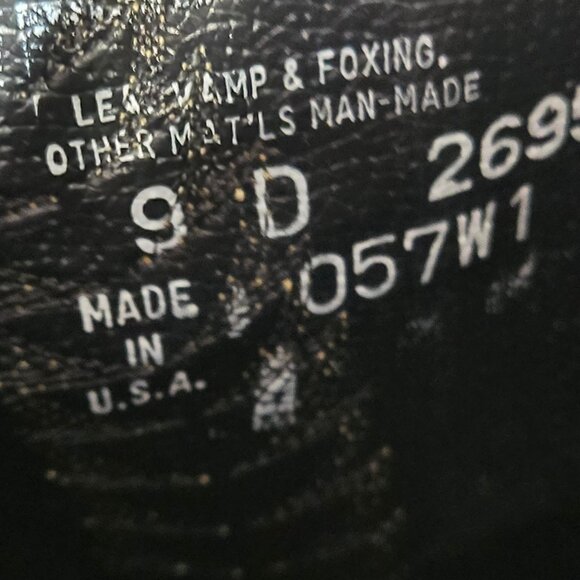 LEA. VAMP & FOXING.
OTHER MAT'LS MAN-MADE
9 D 2695
057W1
MADE
IN
U.S.A.